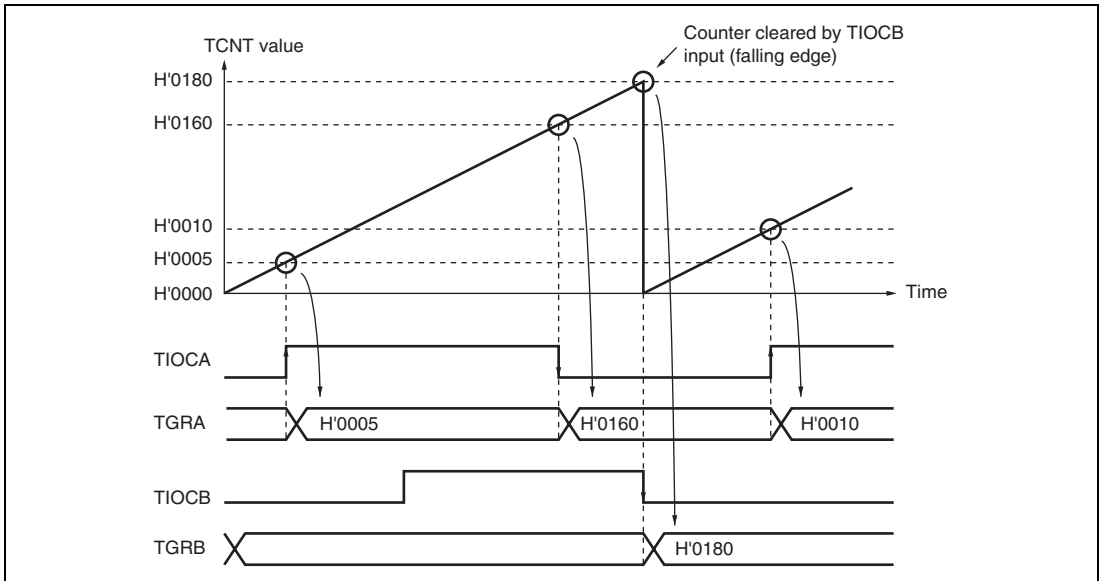 Counter cleared by TIOCB
input (falling edge)
TCNT value
H'0180
H'0160
H'0010
H'0005
H'0000
Time
TIOCA
TGRA
H'0005
H'0160
H'0010
TIOCB
TGRB
H'0180